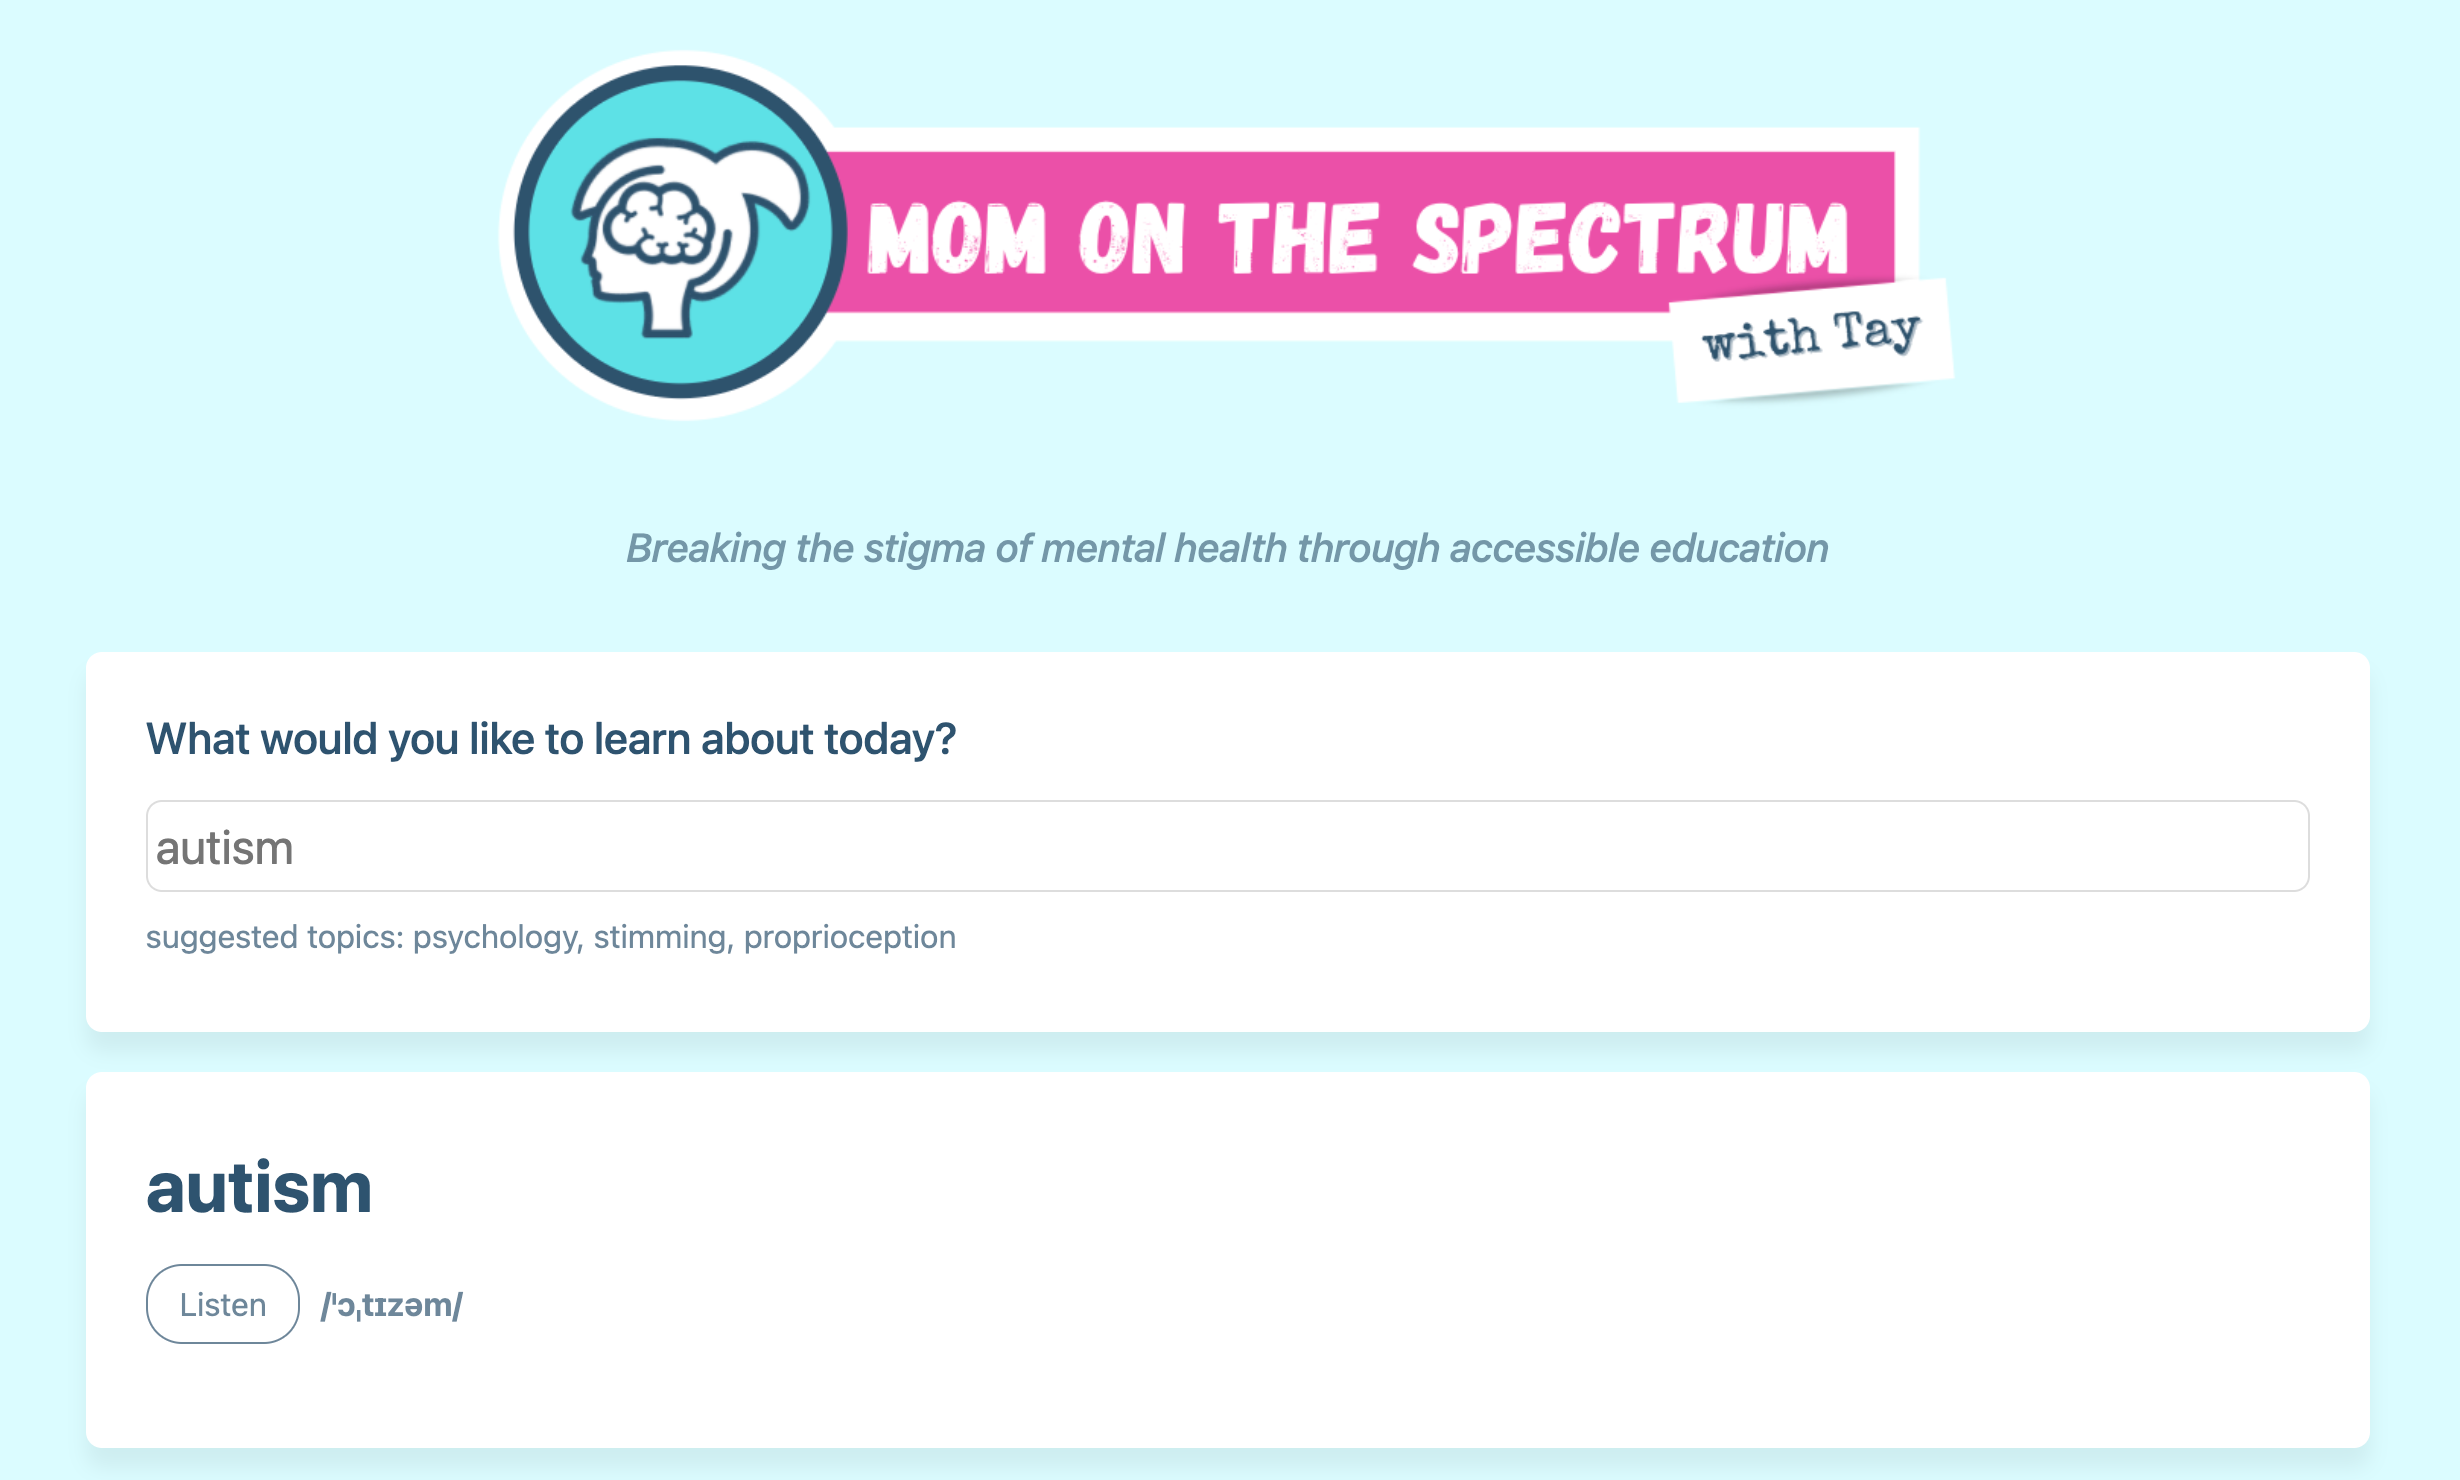 MOM ON THE SPECTRUM
with Tay
Breaking the stigma of mental health through accessible education
What would you like to learn about today?
autism
suggested topics: psychology, stimming, proprioception
autism
Listen /ˈɔˌtɪzəm/